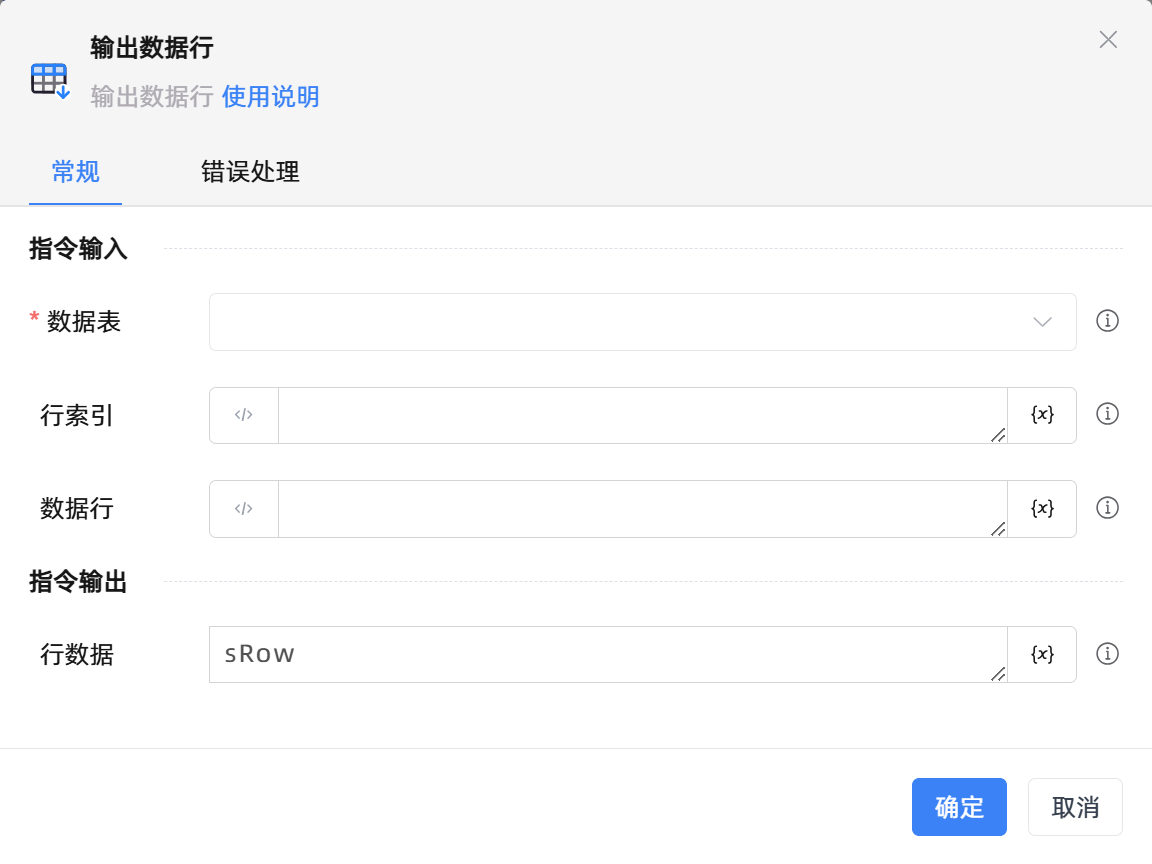 输出数据行
输出数据行 使用说明
常规 错误处理
指令输入
* 数据表
行索引 </> {x}
数据行 </> {x}
指令输出
行数据 sRow {x}
确定 取消